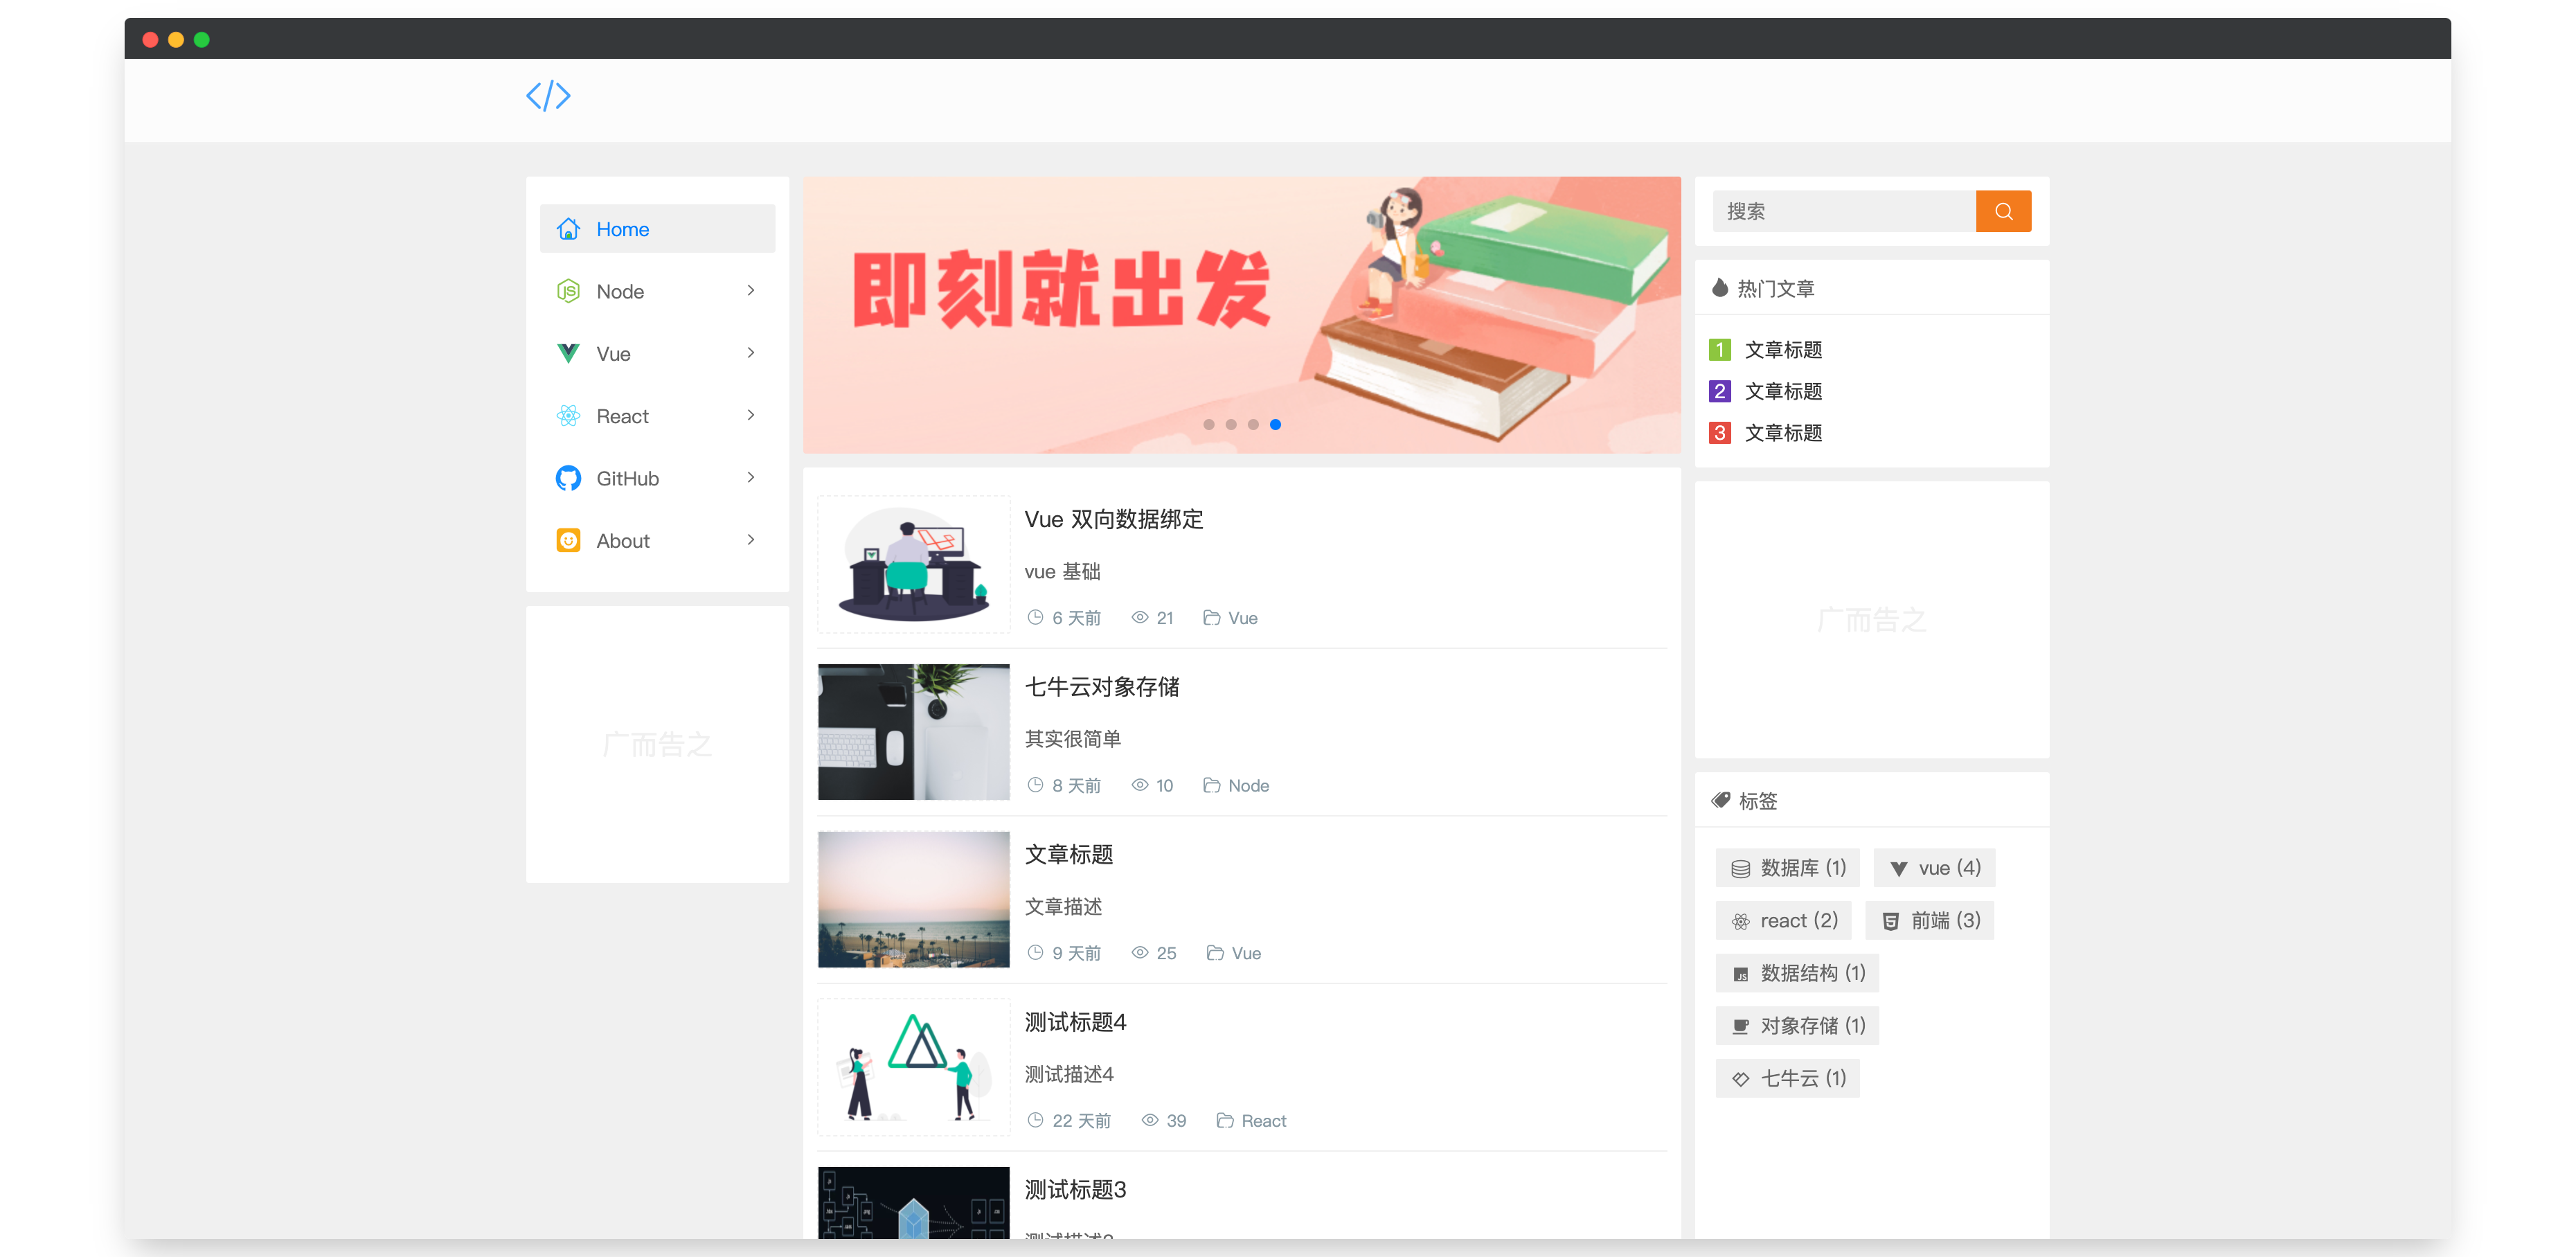 </>
Home
Node
Vue
React
GitHub
About
广而告之
即刻就出发
Vue 双向数据绑定
vue 基础
6 天前 21 Vue
七牛云对象存储
其实很简单
8 天前 10 Node
文章标题
文章描述
9 天前 25 Vue
测试标题4
测试描述4
22 天前 39 React
测试标题3
搜索
热门文章
1 文章标题
2 文章标题
3 文章标题
广而告之
标签
数据库 (1) vue (4)
react (2) 前端 (3)
数据结构 (1)
对象存储 (1)
七牛云 (1)